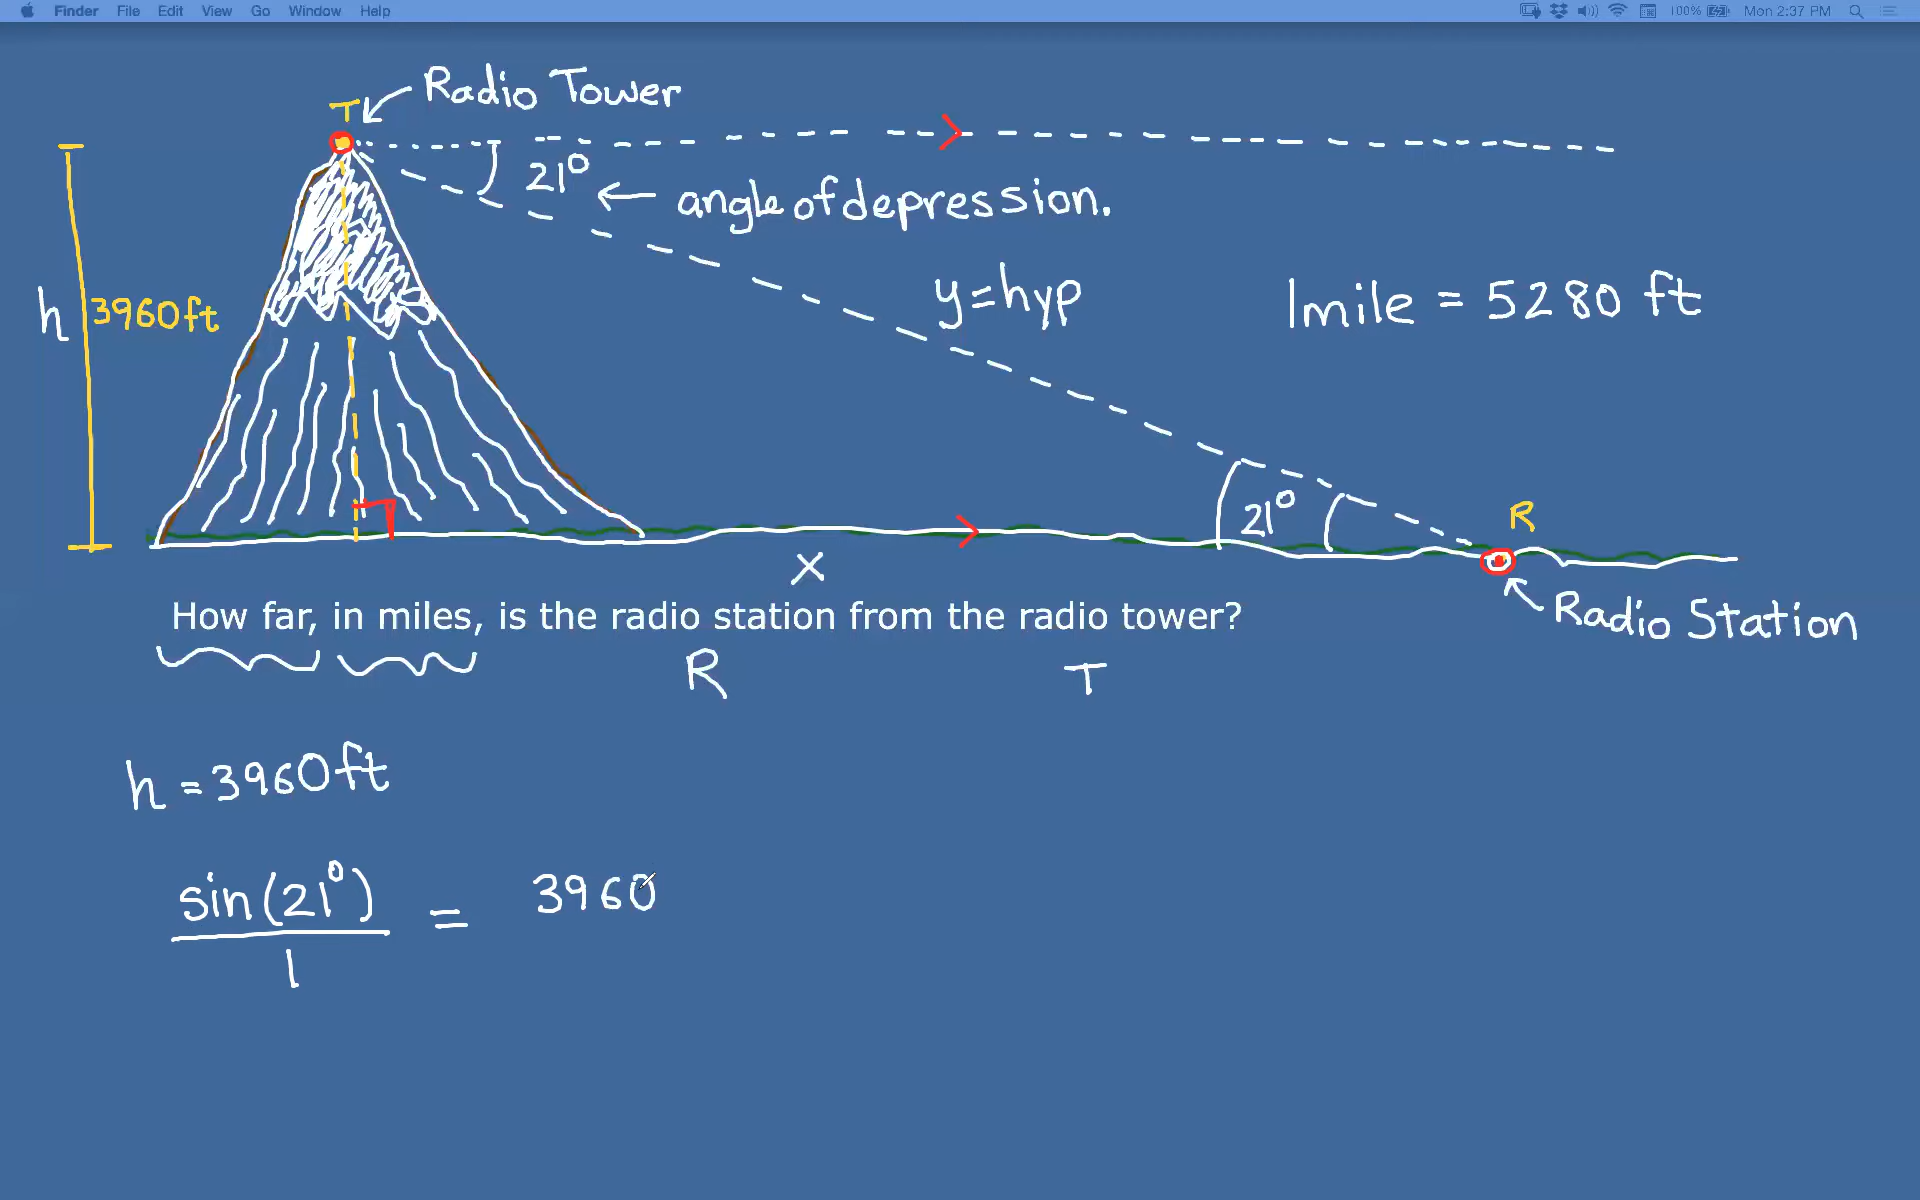 Finder File Edit View Go Window Help 100% Mon 2:37 PM
T
Radio Tower
21°
angle of depression.
h
3960ft
y=hyp
1mile = 5280 ft
21°
R
X
Radio Station
How far, in miles, is the radio station from the radio tower?
R T
h = 3960ft
sin(21°) = 3960
1